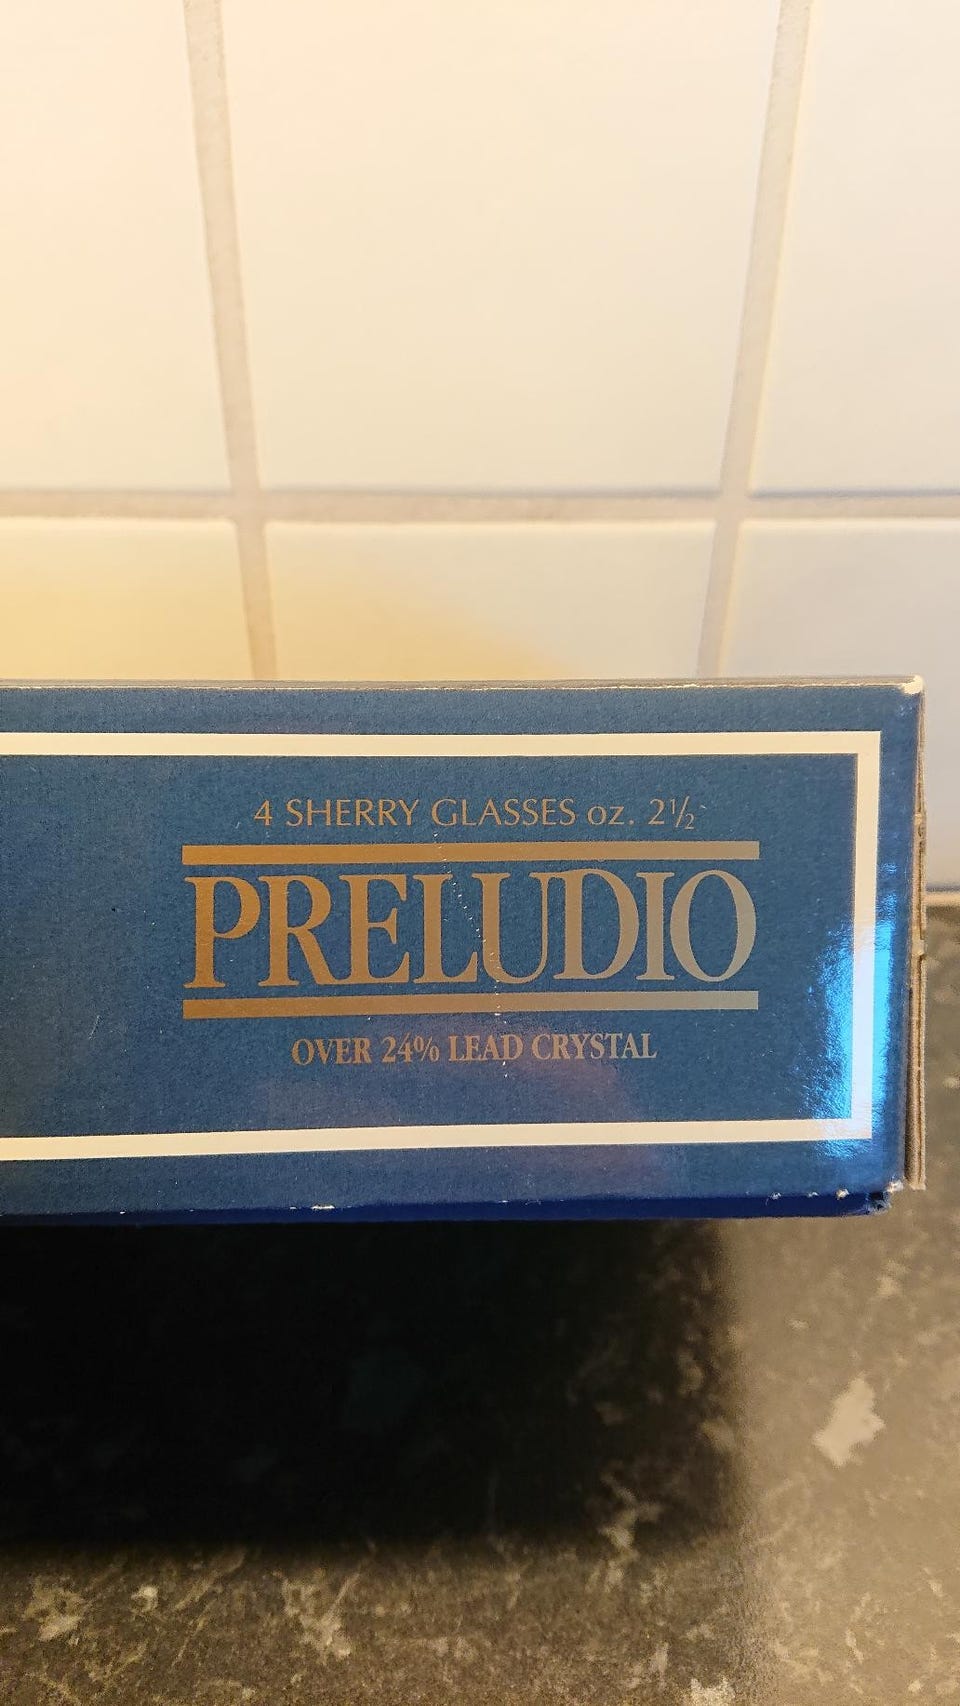 4 SHERRY GLASSES oz. 2½
PRELUDIO
OVER 24% LEAD CRYSTAL